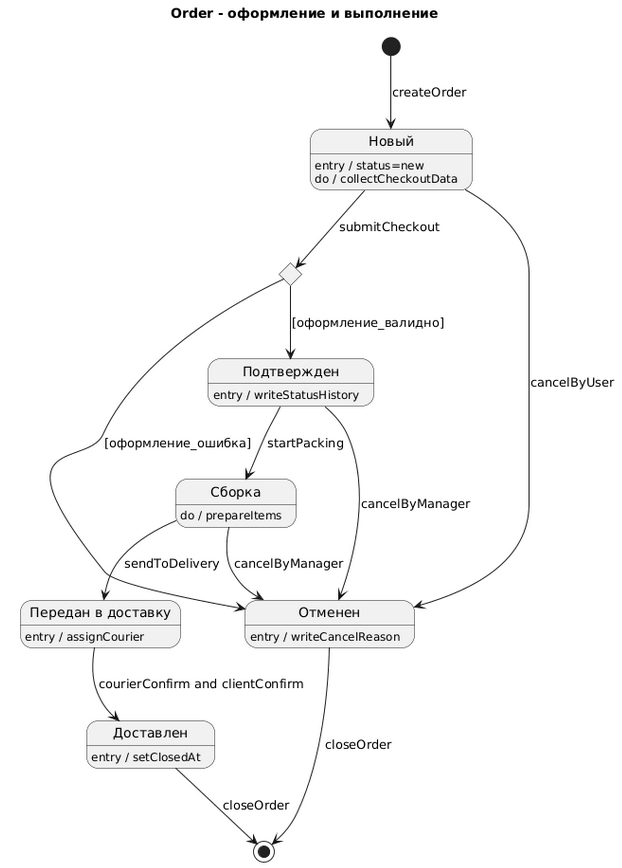 Order - оформление и выполнение
createOrder
Новый
entry / status=new
do / collectCheckoutData
submitCheckout
[оформление_валидно]
Подтвержден
entry / writeStatusHistory
cancelByUser
[оформление_ошибка]
startPacking
Сборка
do / prepareItems
cancelByManager
sendToDelivery
cancelByManager
Передан в доставку
entry / assignCourier
Отменен
entry / writeCancelReason
courierConfirm and clientConfirm
Доставлен
entry / setClosedAt
closeOrder
closeOrder